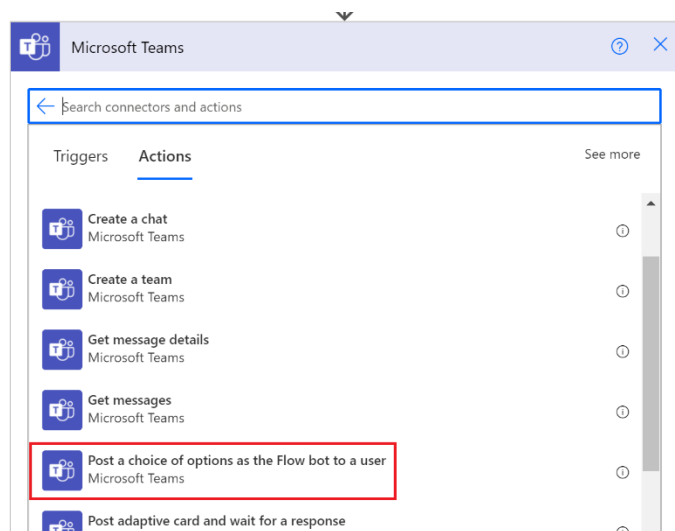 Microsoft Teams
Search connectors and actions
Triggers Actions See more
Create a chat
Microsoft Teams
Create a team
Microsoft Teams
Get message details
Microsoft Teams
Get messages
Microsoft Teams
Post a choice of options as the Flow bot to a user
Microsoft Teams
Post adaptive card and wait for a response